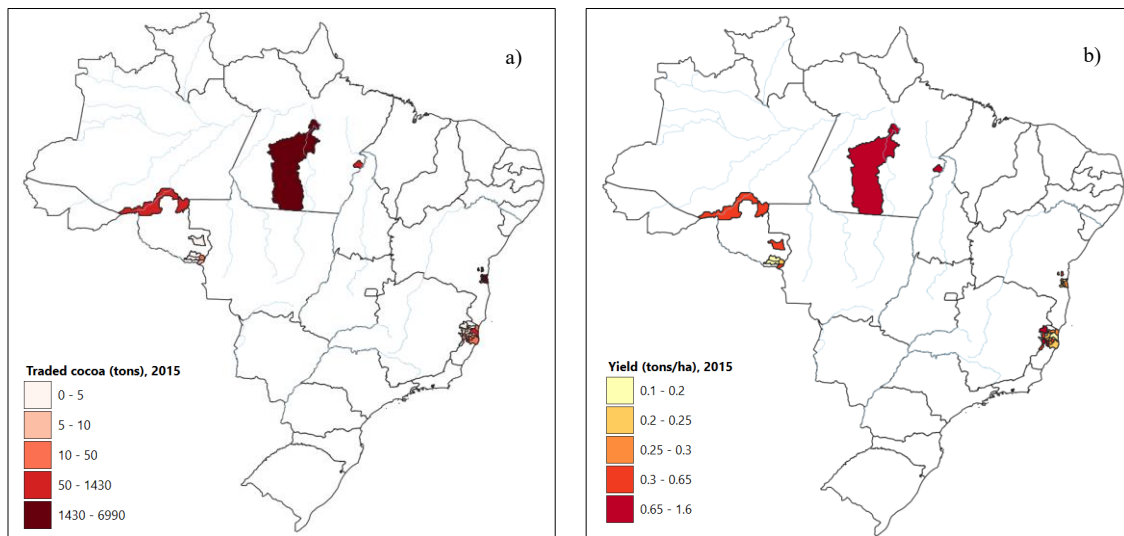 a)
Traded cocoa (tons), 2015
0 - 5
5 - 10
10 - 50
50 - 1430
1430 - 6990
b)
Yield (tons/ha), 2015
0.1 - 0.2
0.2 - 0.25
0.25 - 0.3
0.3 - 0.65
0.65 - 1.6